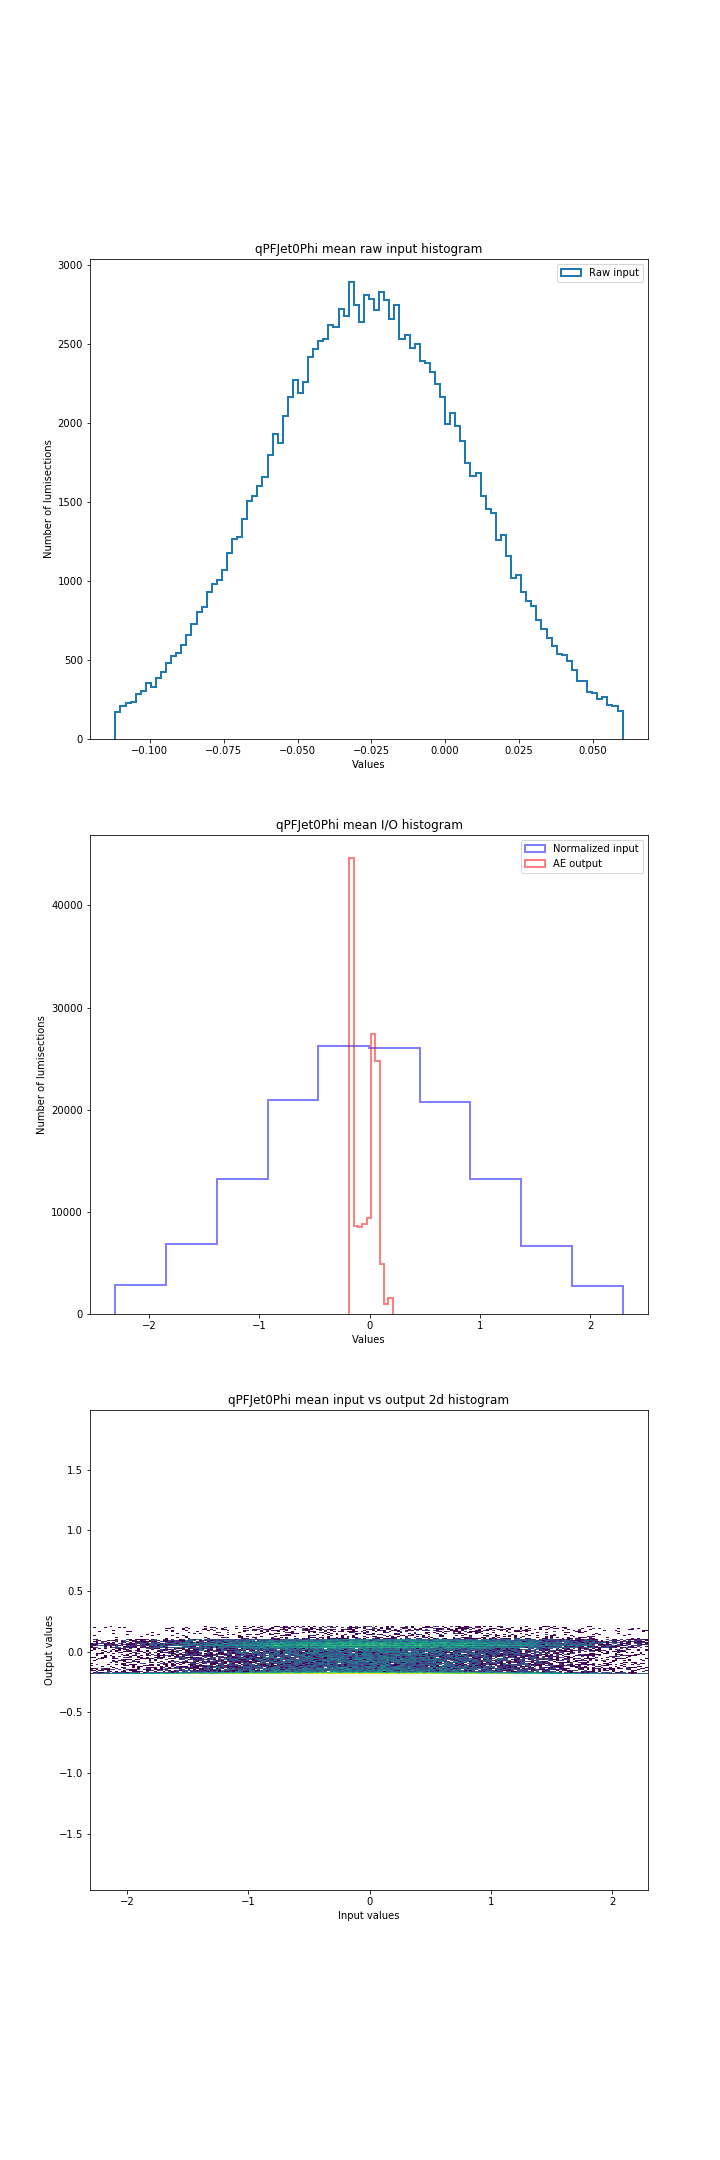 qPFJet0Phi mean raw input histogram
3000
2500
2000
1500
1000
500
0
Number of lumisections
Raw input
−0.100 −0.075 −0.050 −0.025 0.000 0.025 0.050
Values
qPFJet0Phi mean I/O histogram
40000
30000
20000
10000
0
Number of lumisections
Normalized input
AE output
−2 −1 0 1 2
Values
qPFJet0Phi mean input vs output 2d histogram
1.5
1.0
0.5
0.0
−0.5
−1.0
−1.5
Output values
−2 −1 0 1 2
Input values